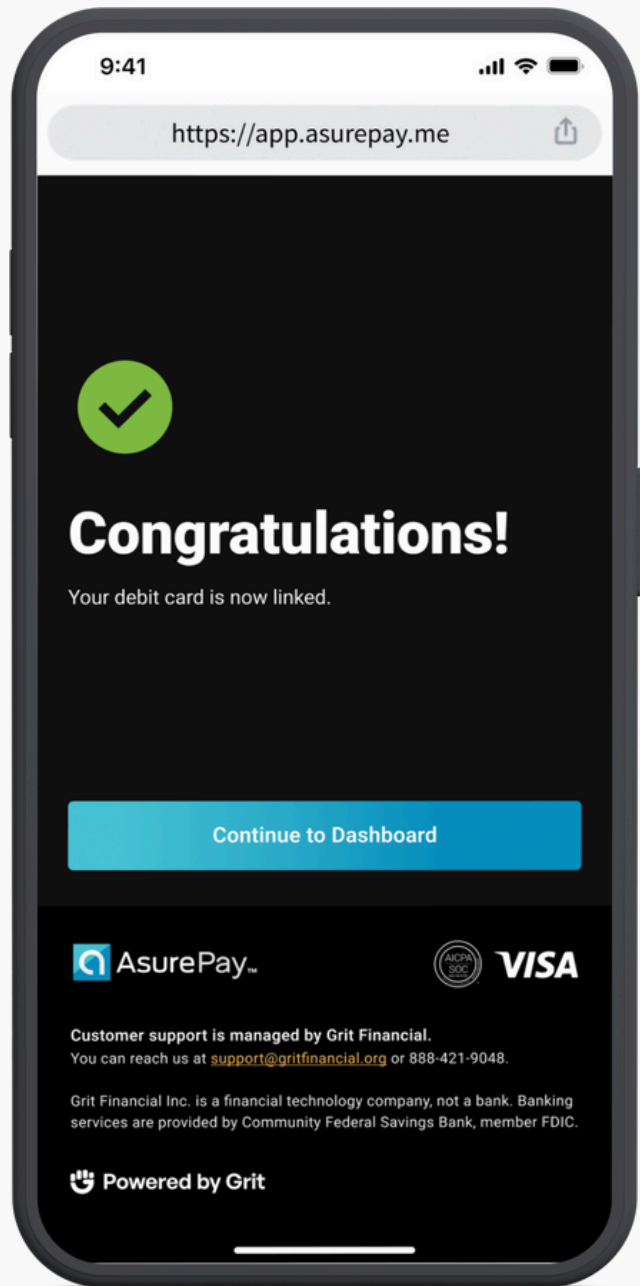 9:41
https://app.asurepay.me
Congratulations!
Your debit card is now linked.
Continue to Dashboard
AsurePay™
AICPA
SOC
VISA
Customer support is managed by Grit Financial.
You can reach us at support@gritfinancial.org or 888-421-9048.
Grit Financial Inc. is a financial technology company, not a bank. Banking
services are provided by Community Federal Savings Bank, member FDIC.
Powered by Grit